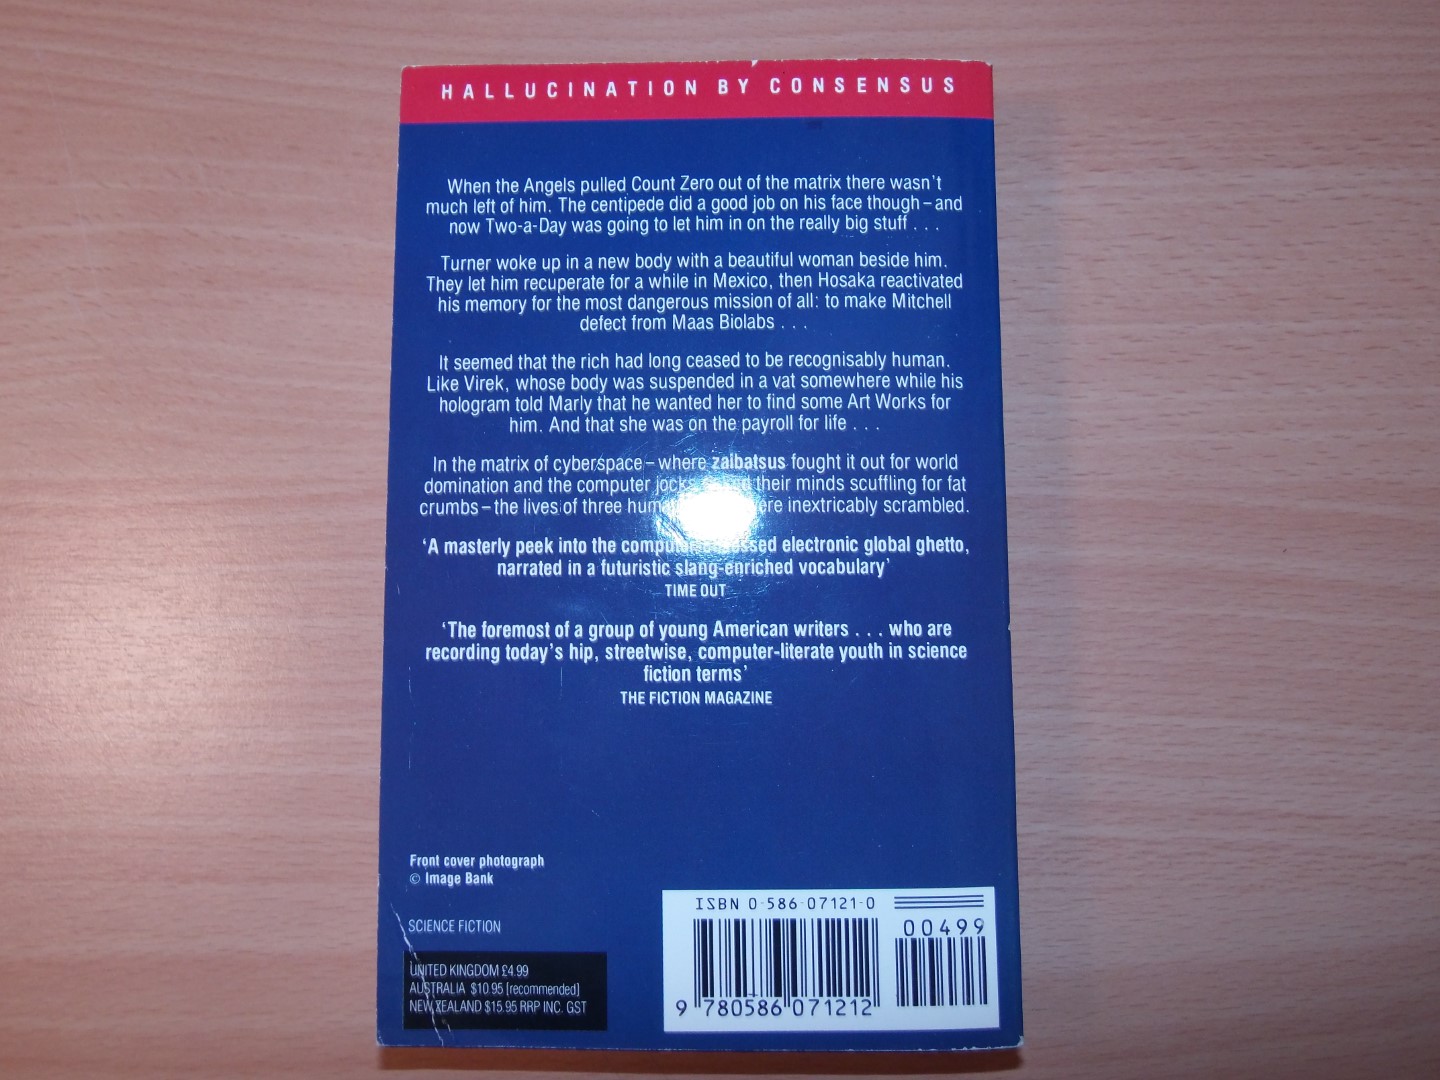 HALLUCINATION BY CONSENSUS
When the Angels pulled Count Zero out of the matrix there wasn't
much left of him. The centipede did a good job on his face though – and
now Two-a-Day was going to let him in on the really big stuff . . .
Turner woke up in a new body with a beautiful woman beside him.
They let him recuperate for a while in Mexico, then Hosaka reactivated
his memory for the most dangerous mission of all: to make Mitchell
defect from Maas Biolabs . . .
It seemed that the rich had long ceased to be recognisably human.
Like Virek, whose body was suspended in a vat somewhere while his
hologram told Marly that he wanted her to find some Art Works for
him. And that she was on the payroll for life . . .
In the matrix of cyberspace – where zaibatsus fought it out for world
domination and the computer jocks their minds scuffling for fat
crumbs – the lives of three inextricably scrambled.
'A masterly peek into the electronic global ghetto,
narrated in a futuristic slang-enriched vocabulary'
TIME OUT
'The foremost of a group of young American writers . . . who are
recording today's hip, streetwise, computer-literate youth in science
fiction terms'
THE FICTION MAGAZINE
Front cover photograph
© Image Bank
SCIENCE FICTION
UNITED KINGDOM £4.99
AUSTRALIA $10.95 (recommended)
NEW ZEALAND $15.95 RRP INC. GST
ISBN 0-586-07121-0
00499
9 780586 071212